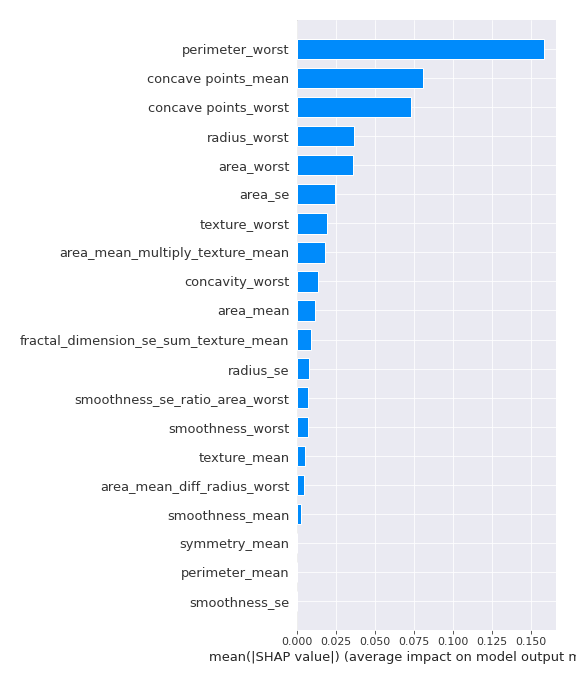 perimeter_worst
concave points_mean
concave points_worst
radius_worst
area_worst
area_se
texture_worst
area_mean_multiply_texture_mean
concavity_worst
area_mean
fractal_dimension_se_sum_texture_mean
radius_se
smoothness_se_ratio_area_worst
smoothness_worst
texture_mean
area_mean_diff_radius_worst
smoothness_mean
symmetry_mean
perimeter_mean
smoothness_se
0.000 0.025 0.050 0.075 0.100 0.125 0.150
mean(|SHAP value|) (average impact on model output m